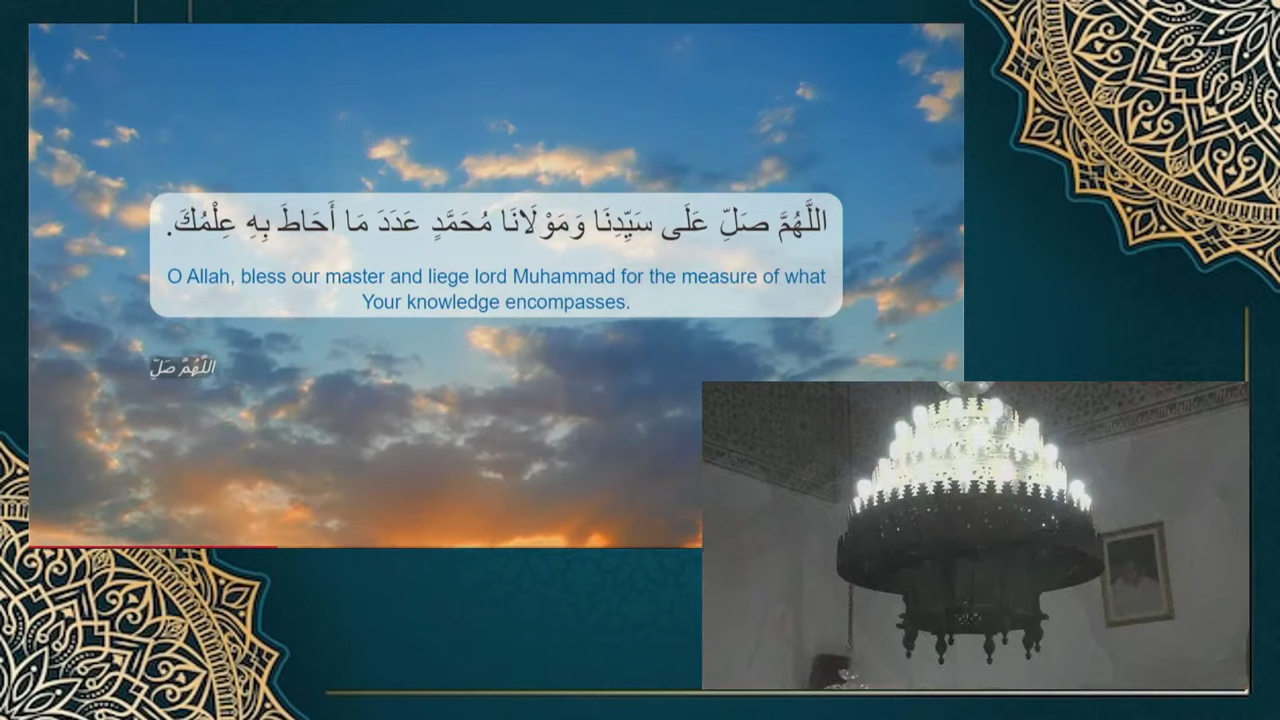 اللَّهُمَّ صَلِّ عَلَى سَيِّدِنَا وَمَوْلَانَا مُحَمَّدٍ عَدَدَ مَا أَحَاطَ بِهِ عِلْمُكَ.
O Allah, bless our master and liege lord Muhammad for the measure of what
Your knowledge encompasses.
اللَّهُمَّ صَلِّ